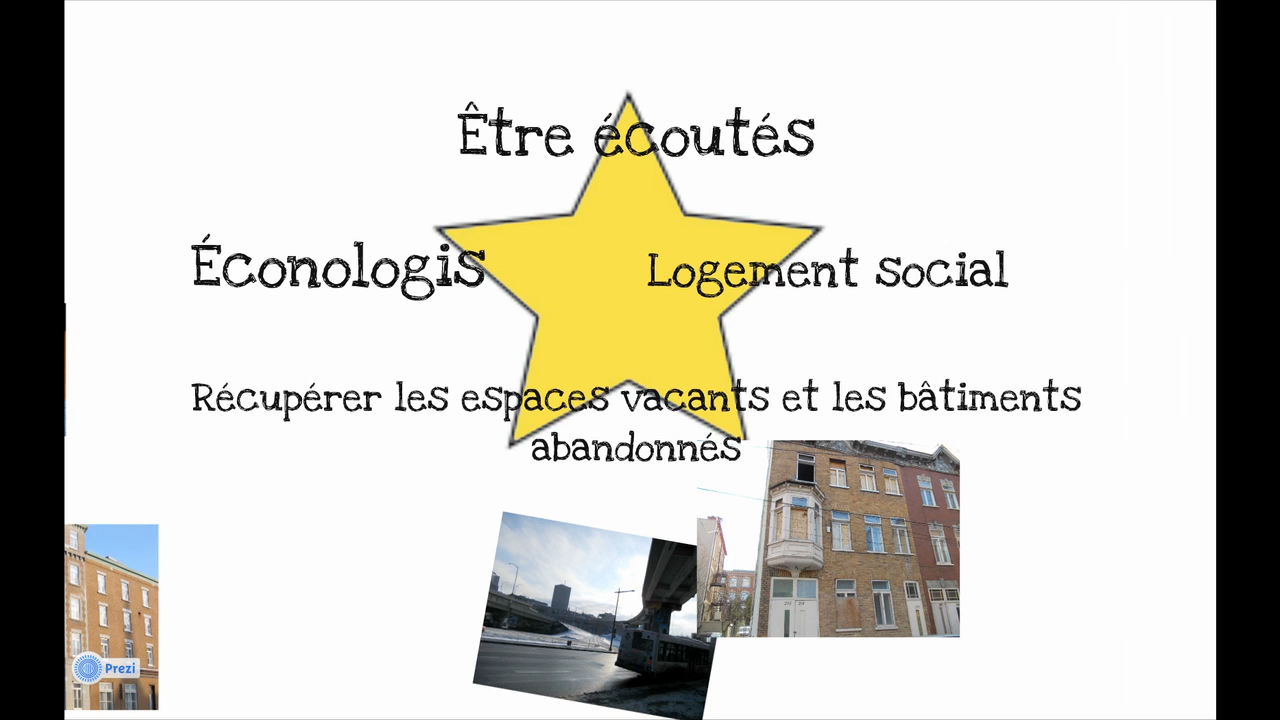 Être écoutés
Éconologis
Logement social
Récupérer les espaces vacants et les bâtiments
abandonnés
Prezi